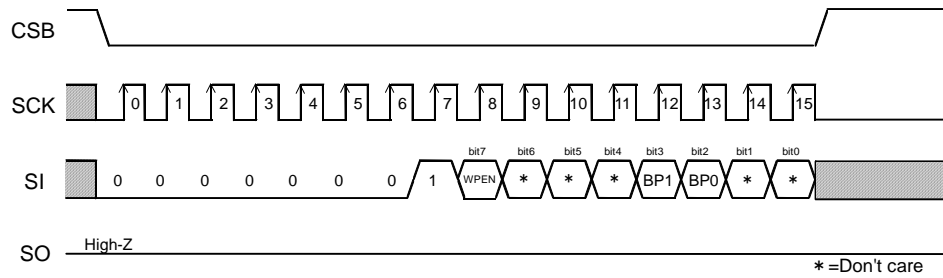 CSB
SCK 0 1 2 3 4 5 6 7 8 9 10 11 12 13 14 15
bit7 bit6 bit5 bit4 bit3 bit2 bit1 bit0
SI 0 0 0 0 0 0 0 1 WPEN * * * BP1 BP0 * *
SO High-Z
*=Don't care